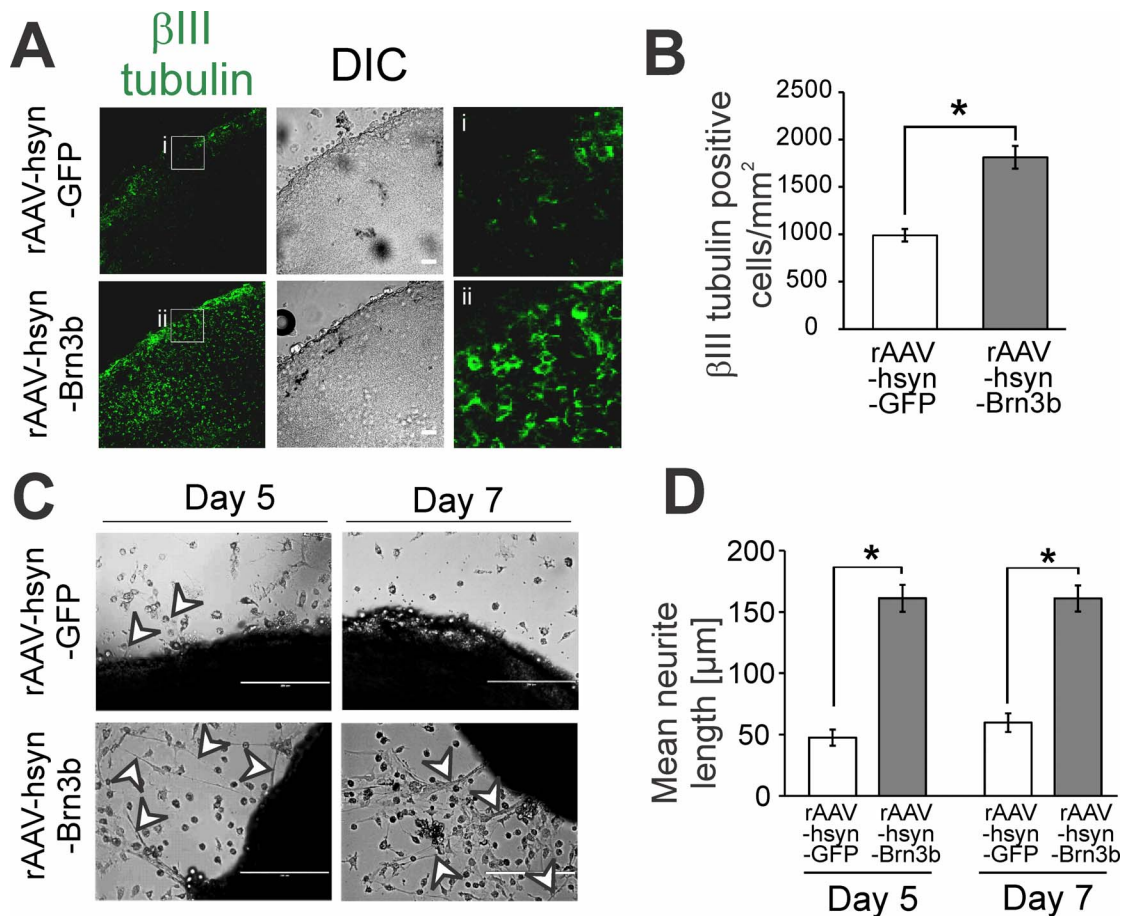 A
βIII
tubulin
DIC
rAAV-hsyn
-GFP
i
i
rAAV-hsyn
-Brn3b
ii
ii
B
βIII tubulin positive
cells/mm²
2500
2000
1500
1000
500
0
*
rAAV
-hsyn
-GFP
rAAV
-hsyn
-Brn3b
C
Day 5
Day 7
rAAV-hsyn
-GFP
rAAV-hsyn
-Brn3b
D
Mean neurite
length [µm]
200
150
100
50
0
*
*
rAAV
-hsyn
-GFP
rAAV
-hsyn
-Brn3b
rAAV
-hsyn
-GFP
rAAV
-hsyn
-Brn3b
Day 5
Day 7